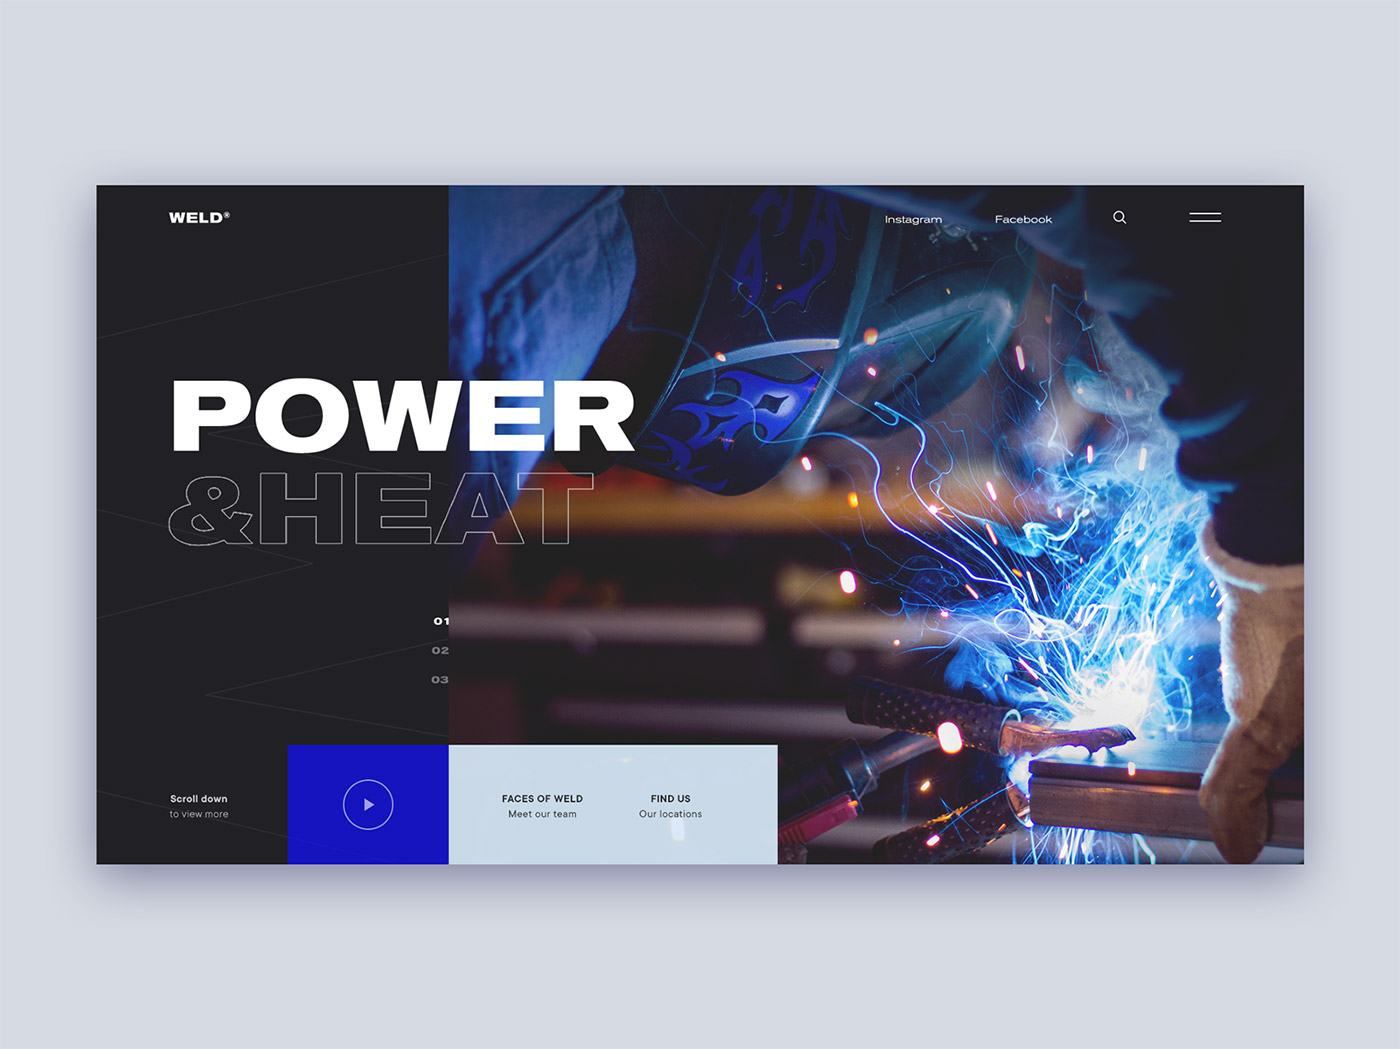 WELD®
Instagram
Facebook
POWER
&HEAT
01
02
03
Scroll down
to view more
FACES OF WELD
Meet our team
FIND US
Our locations